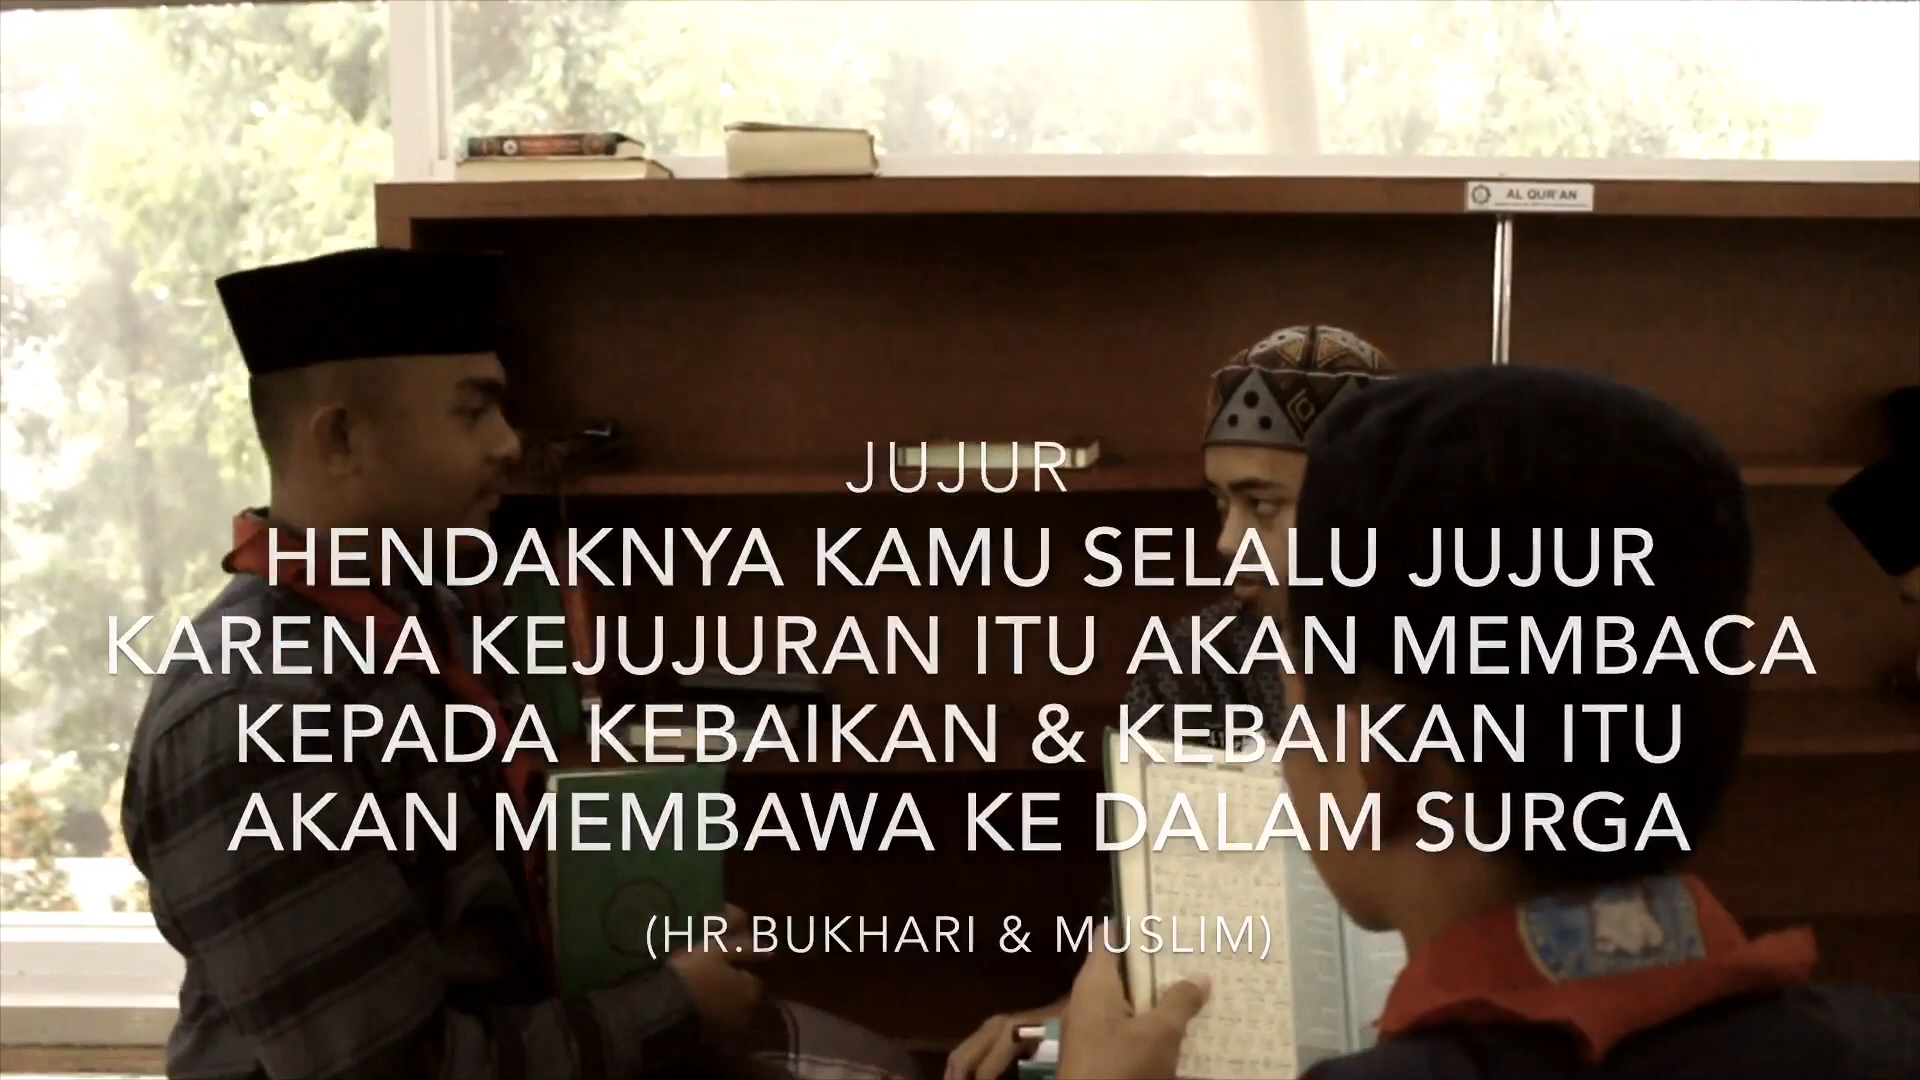 AL QUR'AN
JUJUR
HENDAKNYA KAMU SELALU JUJUR
KARENA KEJUJURAN ITU AKAN MEMBACA
KEPADA KEBAIKAN & KEBAIKAN ITU
AKAN MEMBAWA KE DALAM SURGA
(HR.BUKHARI & MUSLIM)